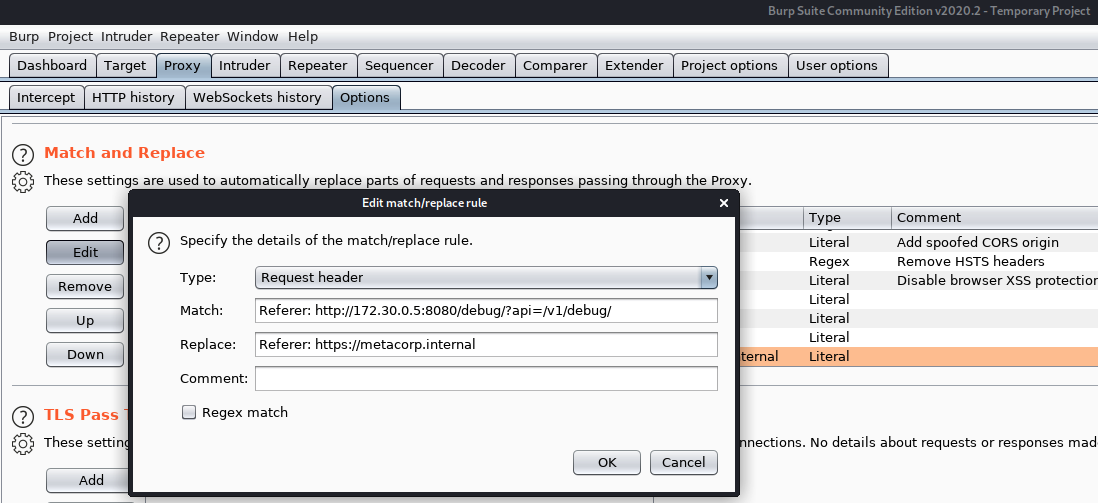 Burp Suite Community Edition v2020.2 - Temporary Project
Burp Project Intruder Repeater Window Help
Dashboard Target Proxy Intruder Repeater Sequencer Decoder Comparer Extender Project options User options
Intercept HTTP history WebSockets history Options
? Match and Replace
These settings are used to automatically replace parts of requests and responses passing through the Proxy.
Add
Edit
Remove
Up
Down
Type Comment
Literal Add spoofed CORS origin
Regex Remove HSTS headers
Literal Disable browser XSS protection
Literal
Literal
Literal
ternal Literal
Edit match/replace rule
? Specify the details of the match/replace rule.
Type: Request header
Match: Referer: http://172.30.0.5:8080/debug/?api=/v1/debug/
Replace: Referer: https://metacorp.internal
Comment:
Regex match
OK Cancel
? TLS Pass
These setting nnections. No details about requests or responses mad
Add